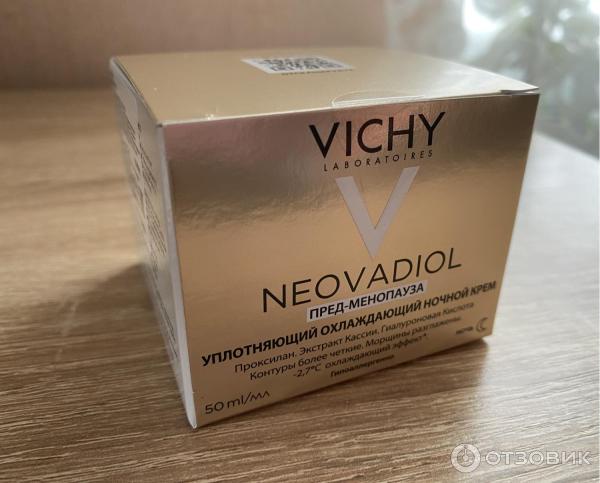 VICHY
LABORATOIRES
V
NEOVADIOL
ПРЕД-МЕНОПАУЗА
УПЛОТНЯЮЩИЙ ОХЛАЖДАЮЩИЙ НОЧНОЙ КРЕМ
Проксилан, Экстракт Кассии, Гиалуроновая Кислота
Контуры более четкие. Морщины разглажены.
-2,7°C охлаждающий эффект*.
Гипоаллергенно
НОЧЬ
50 ml/мл
ОТЗОВИК